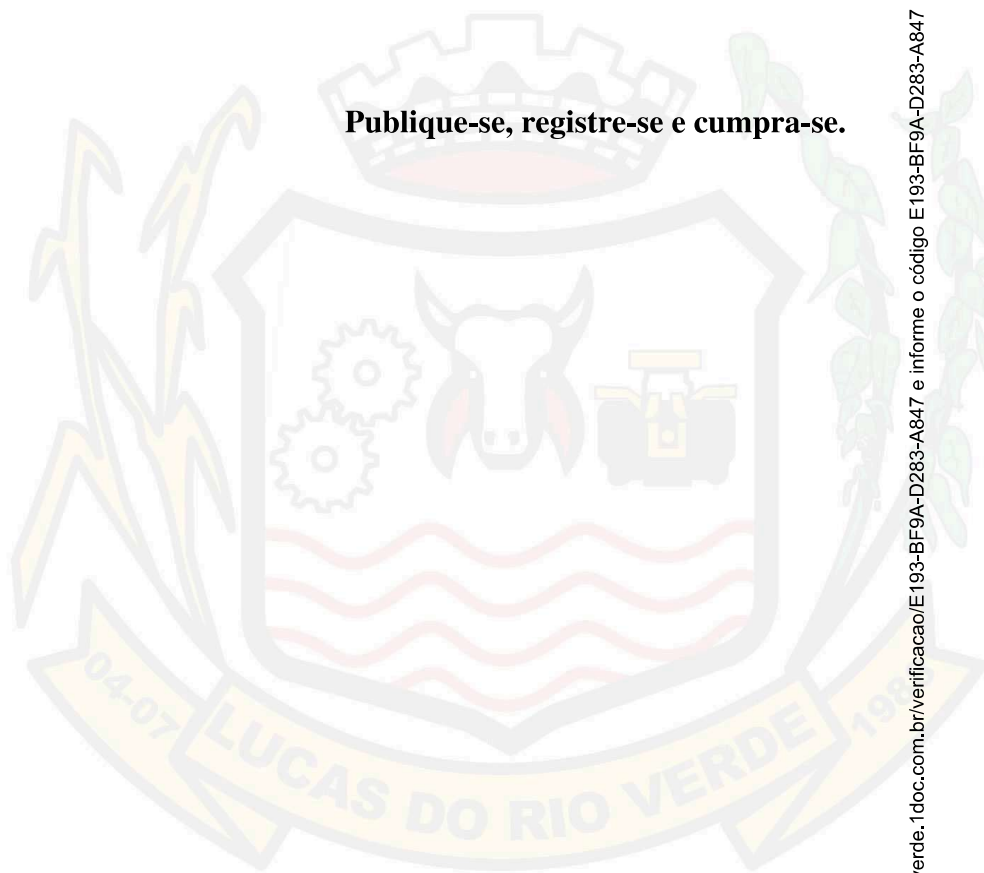 Publique-se, registre-se e cumpra-se.
04-07
LUCAS DO RIO VERDE
1988
verde.1doc.com.br/verificacao/E193-BF9A-D283-A847 e informe o código E193-BF9A-D283-A847